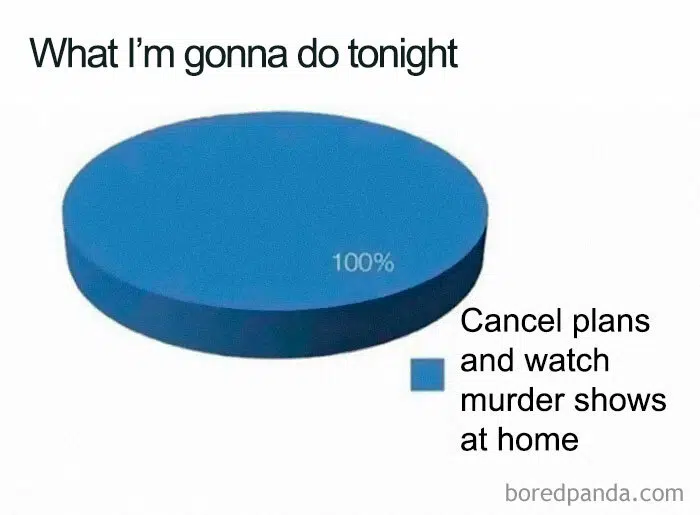 What I'm gonna do tonight
100%
Cancel plans
and watch
murder shows
at home
boredpanda.com